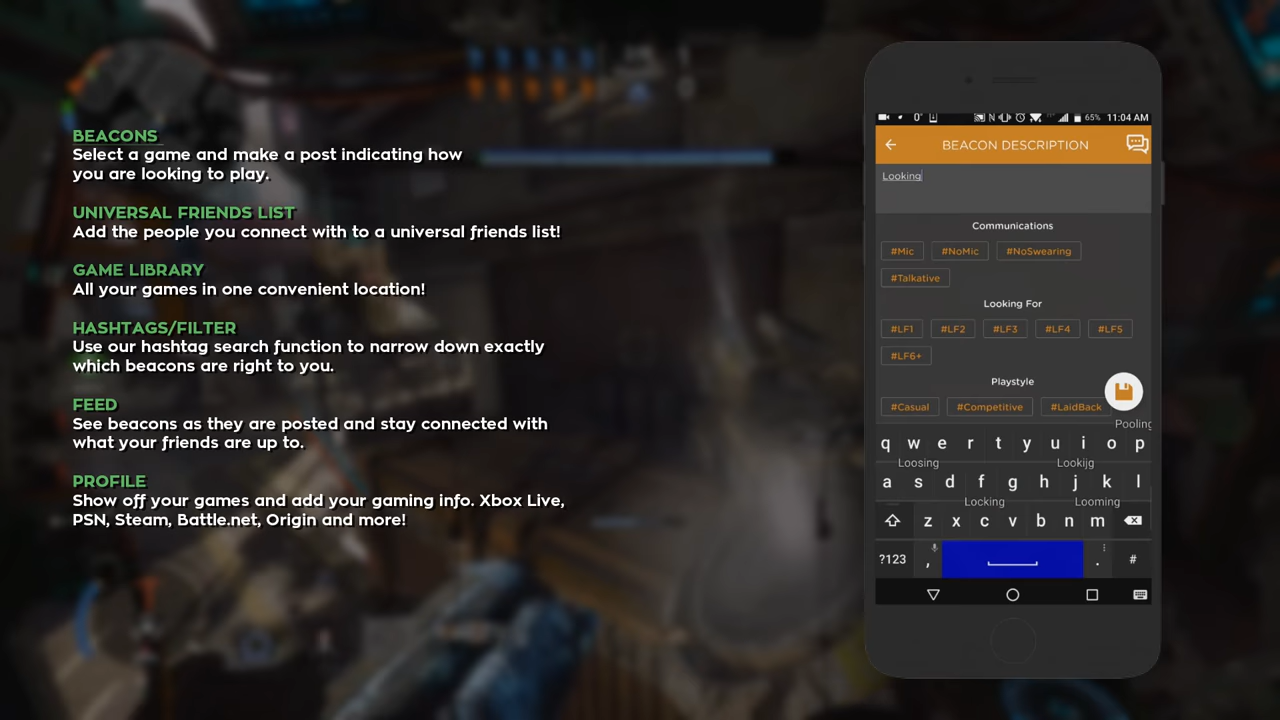 BEACONS
Select a game and make a post indicating how
you are looking to play.
UNIVERSAL FRIENDS LIST
Add the people you connect with to a universal friends list!
GAME LIBRARY
All your games in one convenient location!
HASHTAGS/FILTER
Use our hashtag search function to narrow down exactly
which beacons are right to you.
FEED
See beacons as they are posted and stay connected with
what your friends are up to.
PROFILE
Show off your games and add your gaming info. Xbox Live,
PSN, Steam, Battle.net, Origin and more!
0° N 65% 11:04 AM
BEACON DESCRIPTION
Looking
Communications
#Mic #NoMic #NoSwearing
#Talkative
Looking For
#LF1 #LF2 #LF3 #LF4 #LF5
#LF6+
Playstyle
#Casual #Competitive #LaidBack
Pooling
q w e r t y u i o p
Loosing Lookijg
a s d f g h j k l
Locking Looming
z x c v b n m
?123 , . #